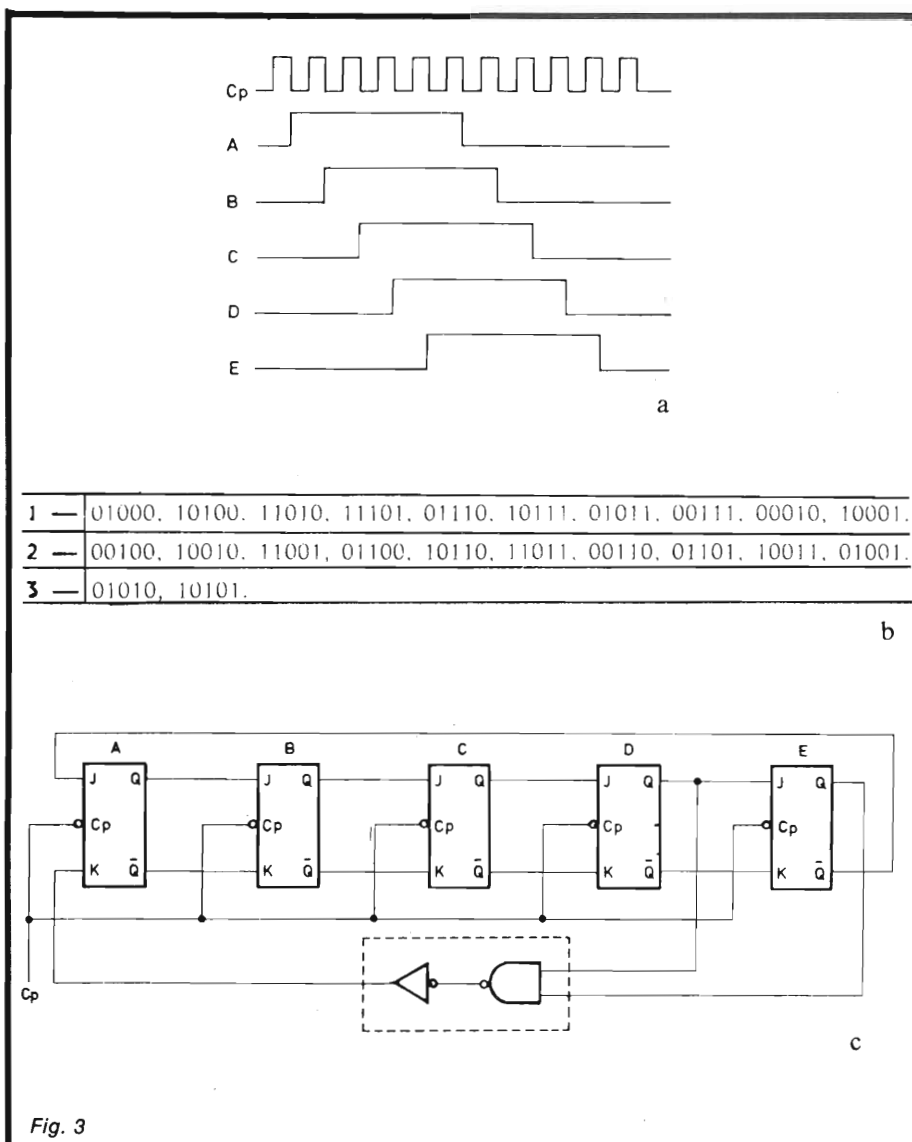 Cp
A
B
C
D
E
a
1 — 01000, 10100. 11010, 11101, 01110, 10111. 01011. 00111. 00010, 10001.
2 — 00100, 10010. 11001, 01100. 10110, 11011. 00110, 01101. 10011, 01001.
3 — 01010, 10101.
b
A B C D E
J Q J Q J Q J Q J Q
Cp Cp Cp Cp Cp
K Q̄ K Q̄ K Q̄ K Q̄ K Q̄
Cp
c
Fig. 3